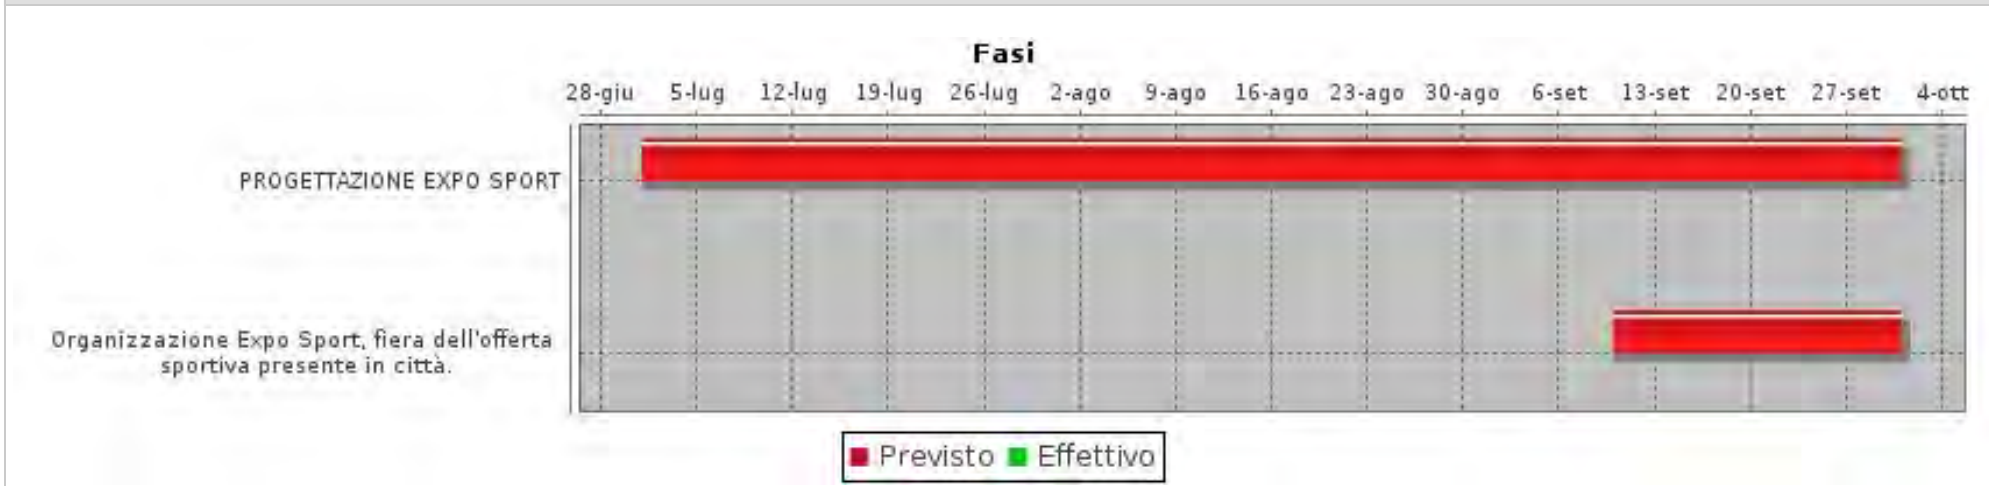 Fasi
28-giu 5-lug 12-lug 19-lug 26-lug 2-ago 9-ago 16-ago 23-ago 30-ago 6-set 13-set 20-set 27-set 4-ott
PROGETTAZIONE EXPO SPORT
Organizzazione Expo Sport, fiera dell'offerta
sportiva presente in città.
Previsto Effettivo